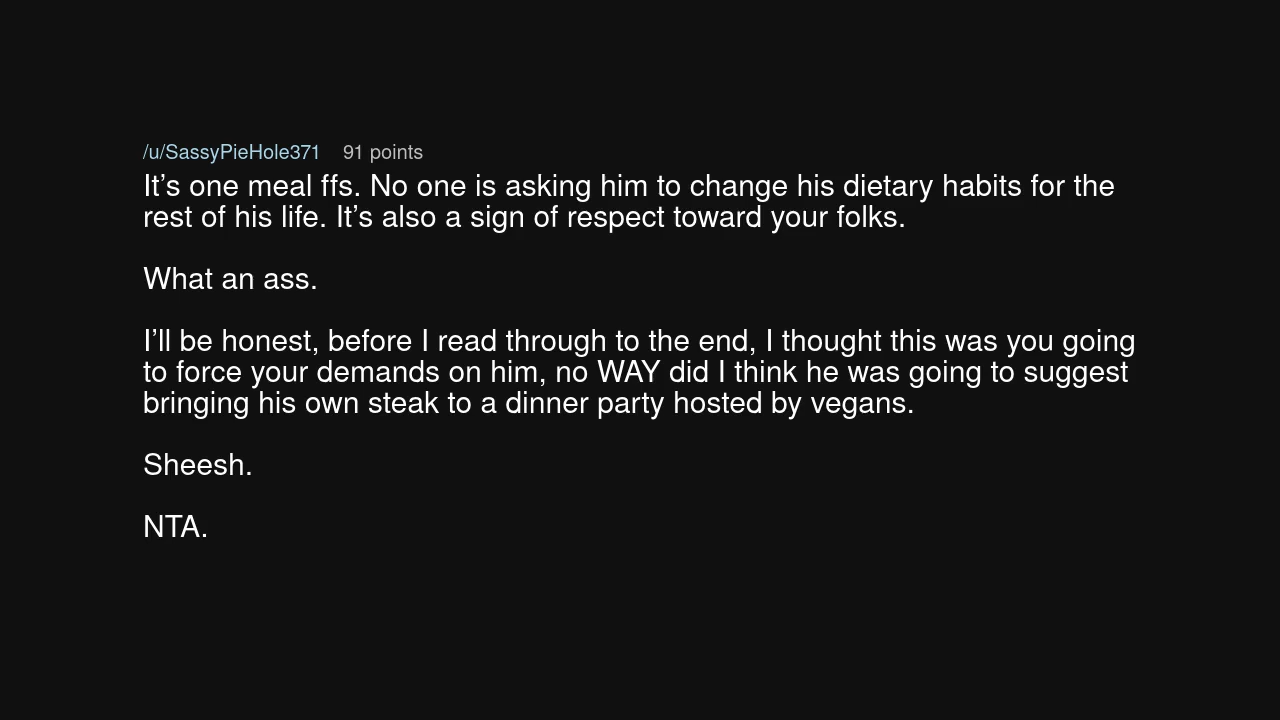 /u/SassyPieHole371 91 points
It’s one meal ffs. No one is asking him to change his dietary habits for the
rest of his life. It’s also a sign of respect toward your folks.
What an ass.
I’ll be honest, before I read through to the end, I thought this was you going
to force your demands on him, no WAY did I think he was going to suggest
bringing his own steak to a dinner party hosted by vegans.
Sheesh.
NTA.